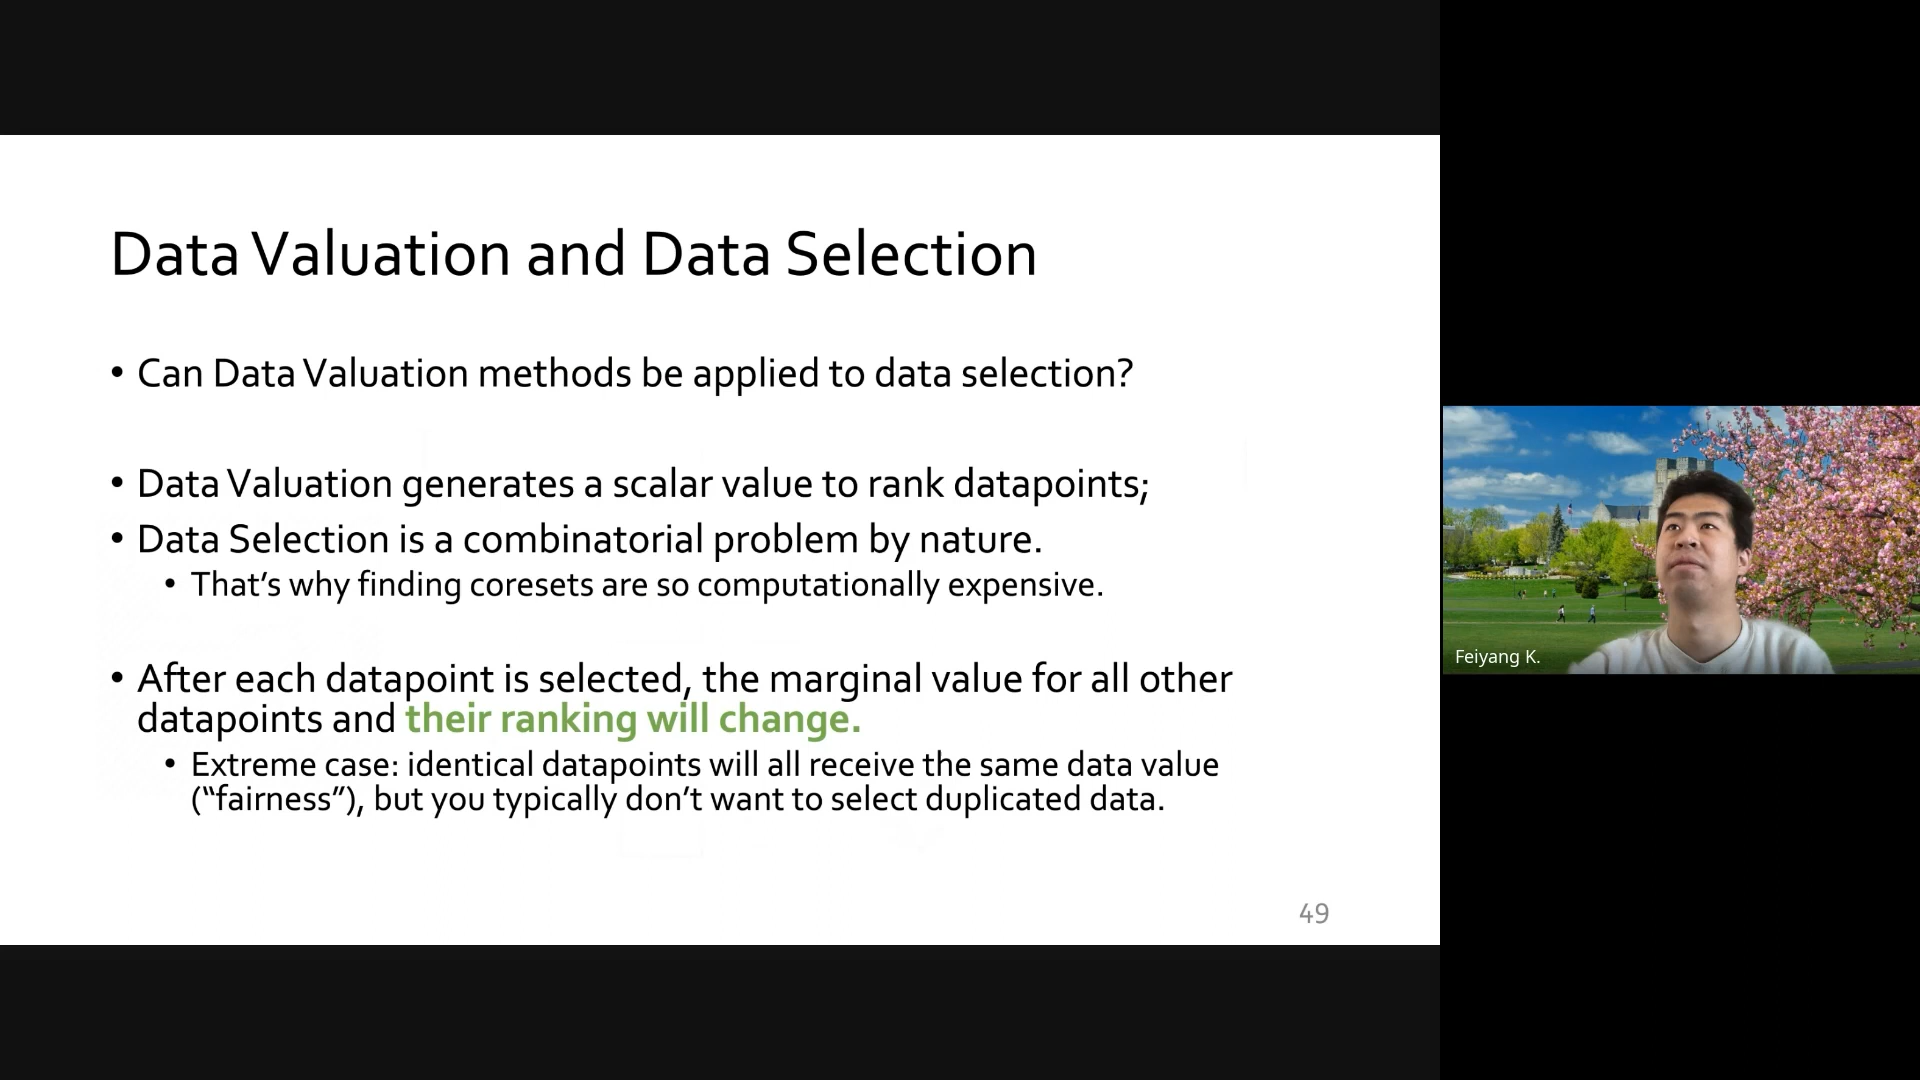 Data Valuation and Data Selection
• Can Data Valuation methods be applied to data selection?
• Data Valuation generates a scalar value to rank datapoints;
• Data Selection is a combinatorial problem by nature.
• That’s why finding coresets are so computationally expensive.
• After each datapoint is selected, the marginal value for all other
datapoints and their ranking will change.
• Extreme case: identical datapoints will all receive the same data value
(“fairness”), but you typically don’t want to select duplicated data.
49
Feiyang K.